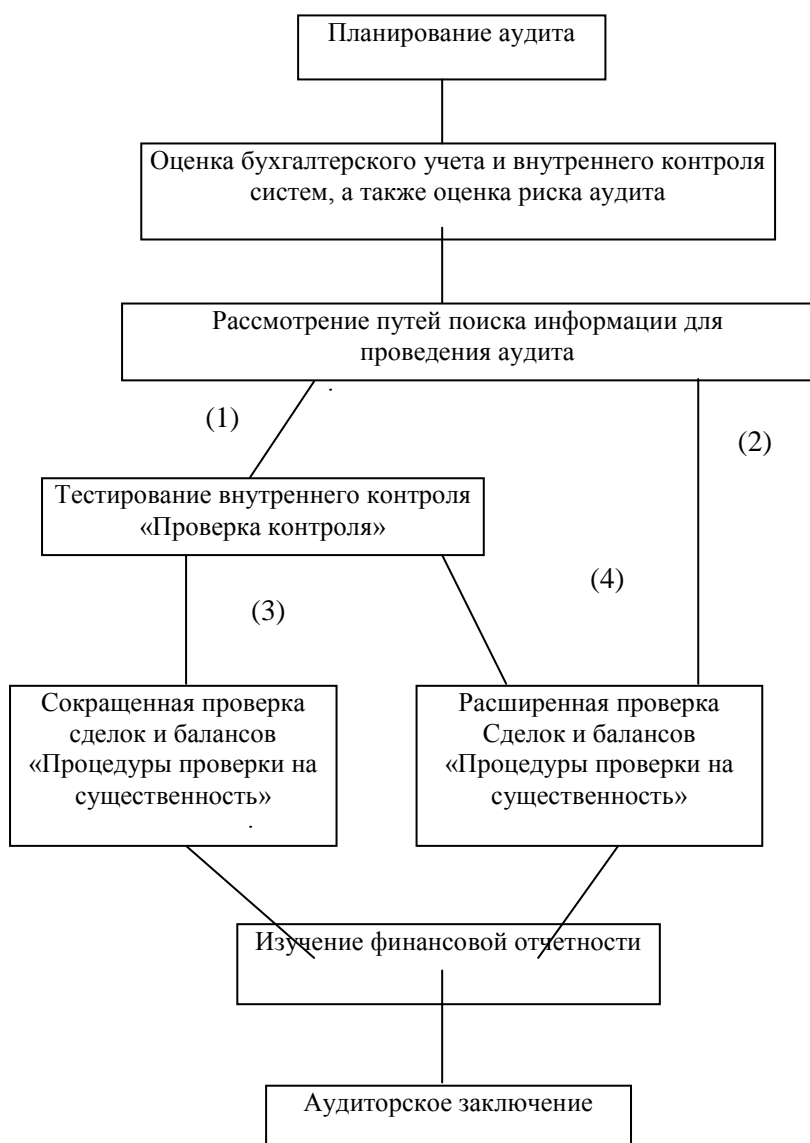 Планирование аудита
Оценка бухгалтерского учета и внутреннего контроля
систем, а также оценка риска аудита
Рассмотрение путей поиска информации для
проведения аудита
(1)
(2)
Тестирование внутреннего контроля
«Проверка контроля»
(3)
(4)
Сокращенная проверка
сделок и балансов
«Процедуры проверки на
существенность»
Расширенная проверка
Сделок и балансов
«Процедуры проверки на
существенность»
Изучение финансовой отчетности
Аудиторское заключение